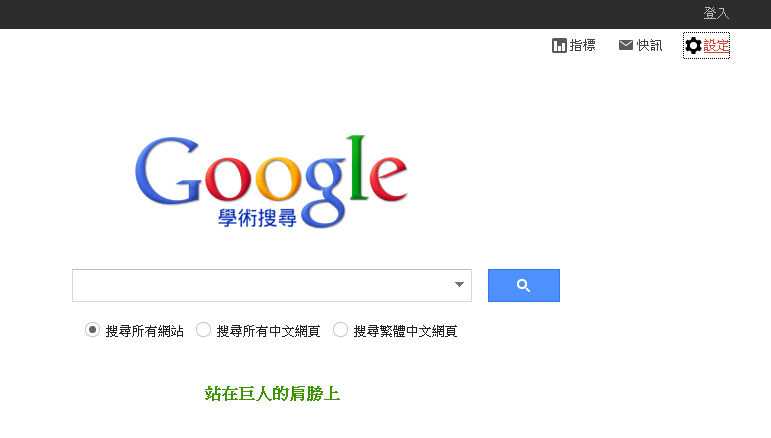 登入
指標 快訊 設定
Google
學術搜尋
搜尋所有網站 搜尋所有中文網頁 搜尋繁體中文網頁
站在巨人的肩膀上